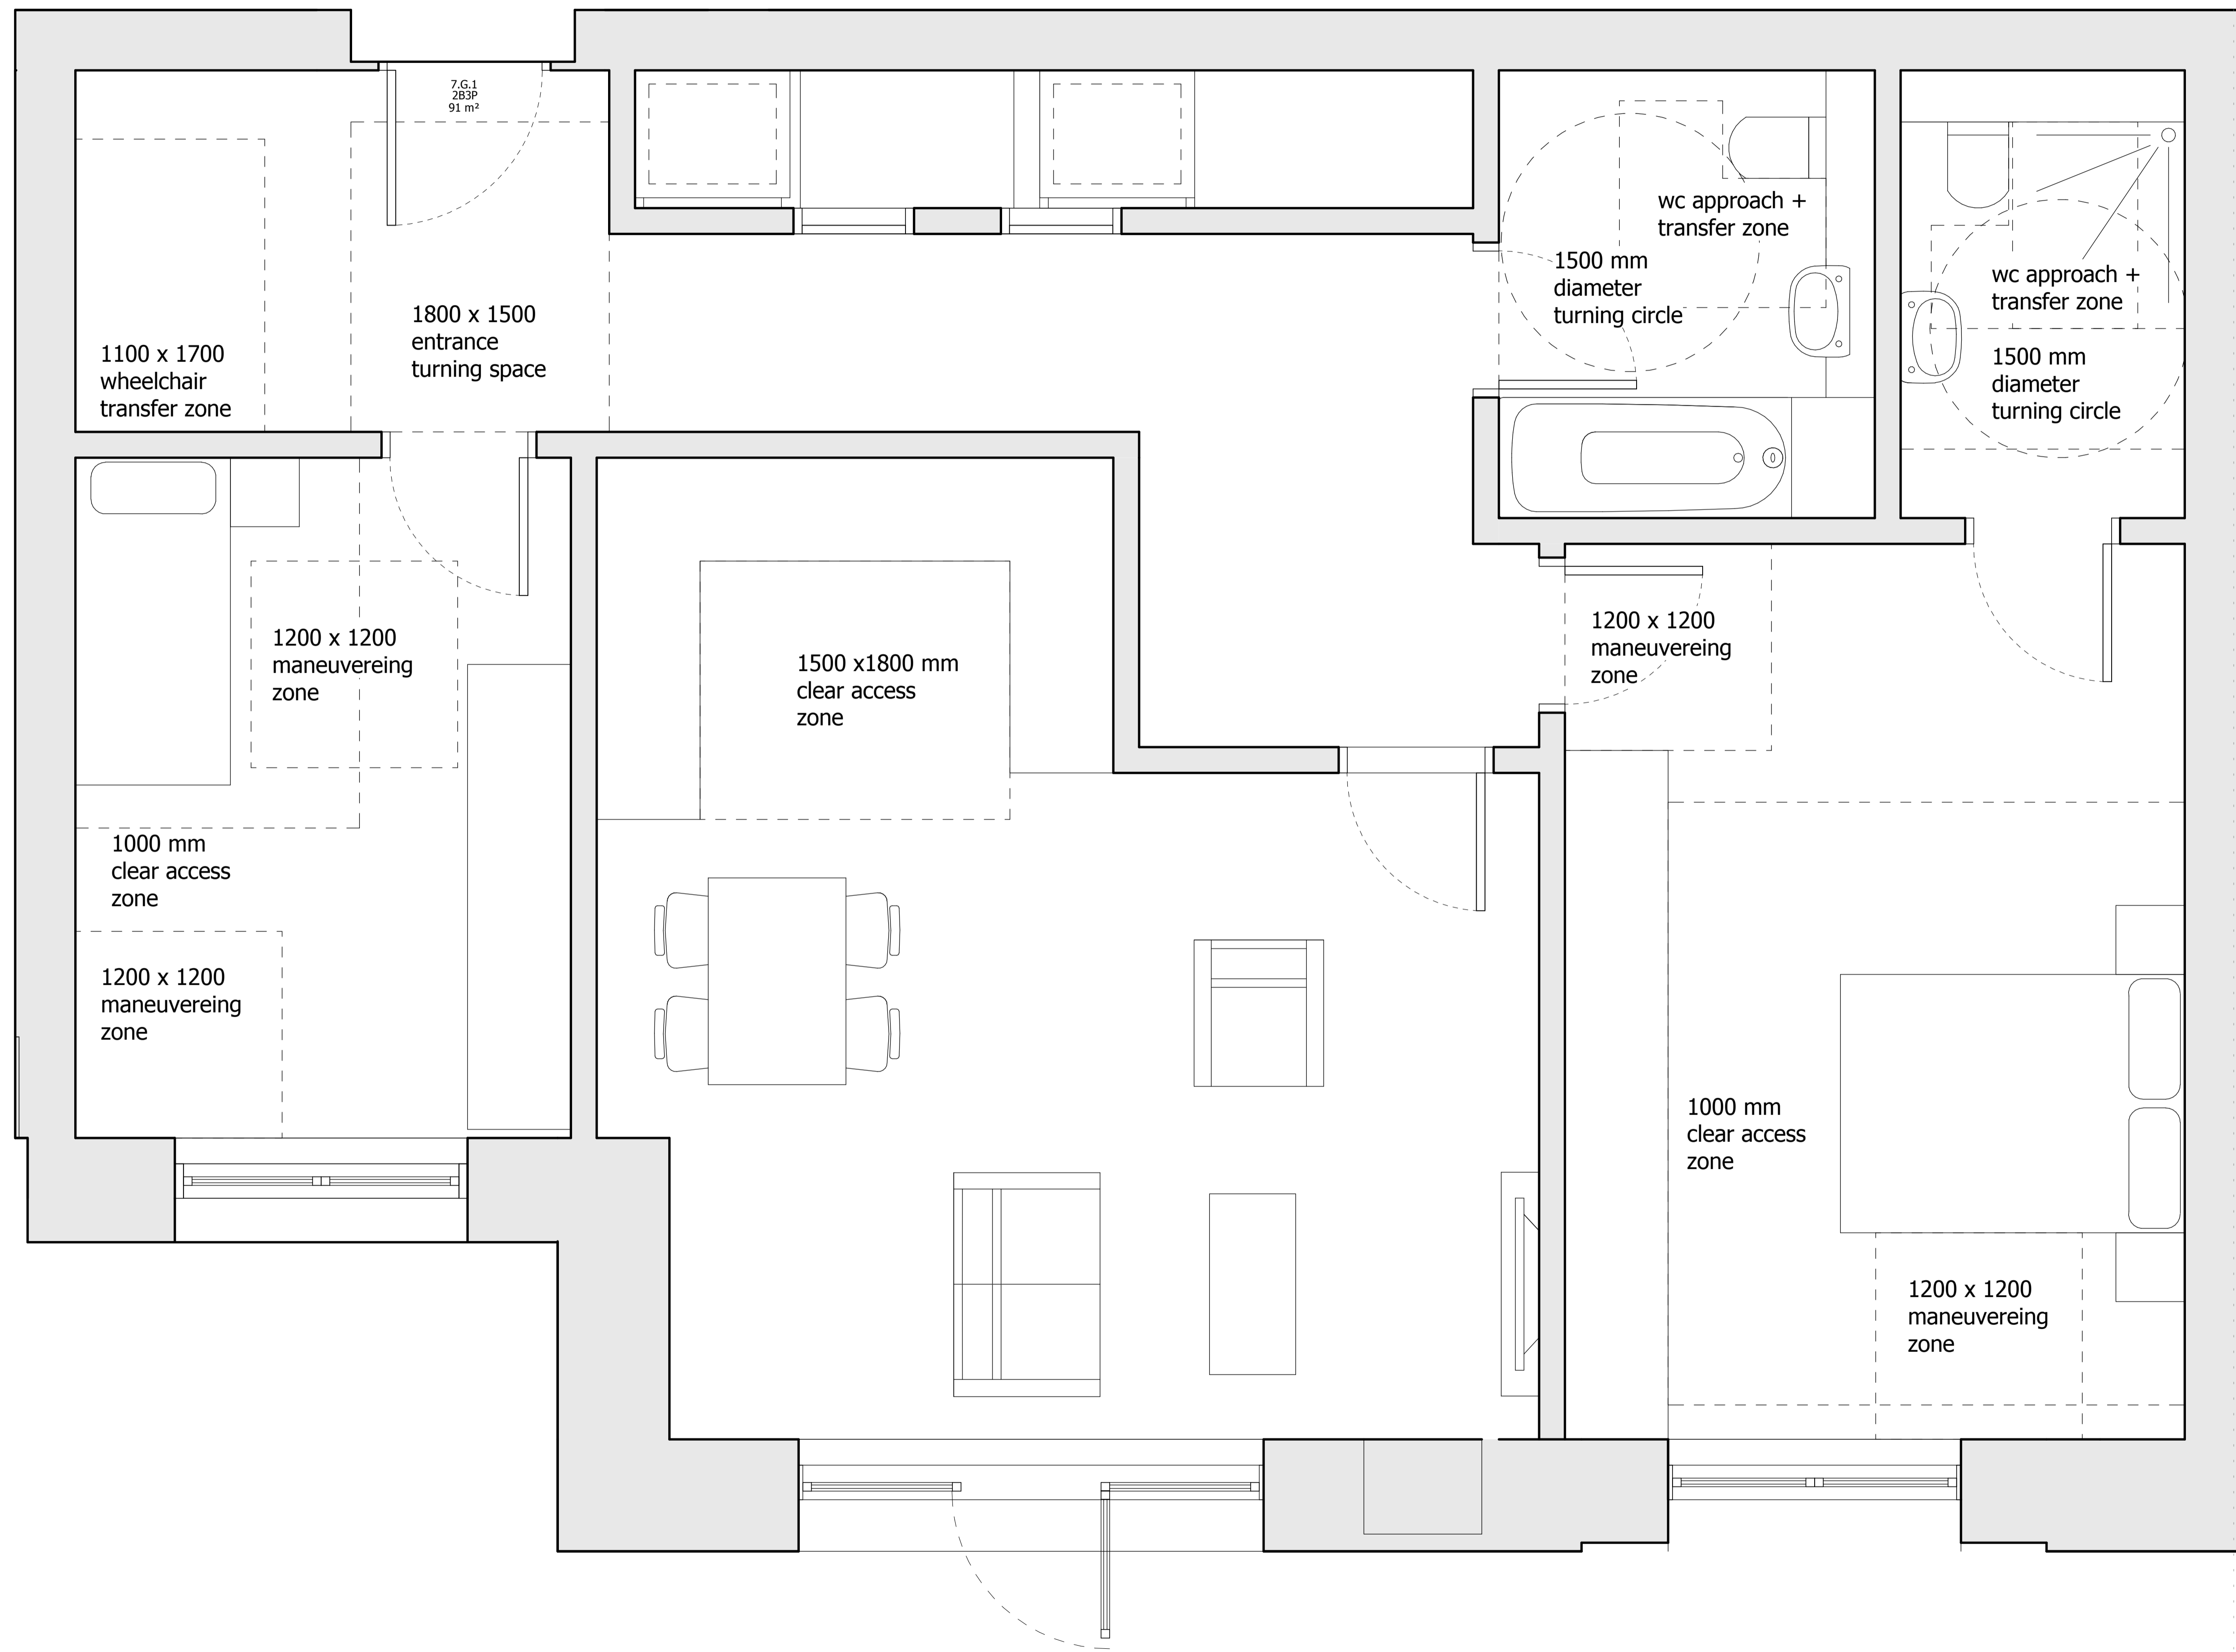 7.G.1
2B3P
91 m²
wc approach +
transfer zone
1500 mm
diameter
turning circle
wc approach +
transfer zone
1500 mm
diameter
turning circle
1100 x 1700
wheelchair
transfer zone
1800 x 1500
entrance
turning space
1200 x 1200
maneuvereing
zone
1500 x1800 mm
clear access
zone
1200 x 1200
maneuvereing
zone
1000 mm
clear access
zone
1200 x 1200
maneuvereing
zone
1000 mm
clear access
zone
1200 x 1200
maneuvereing
zone